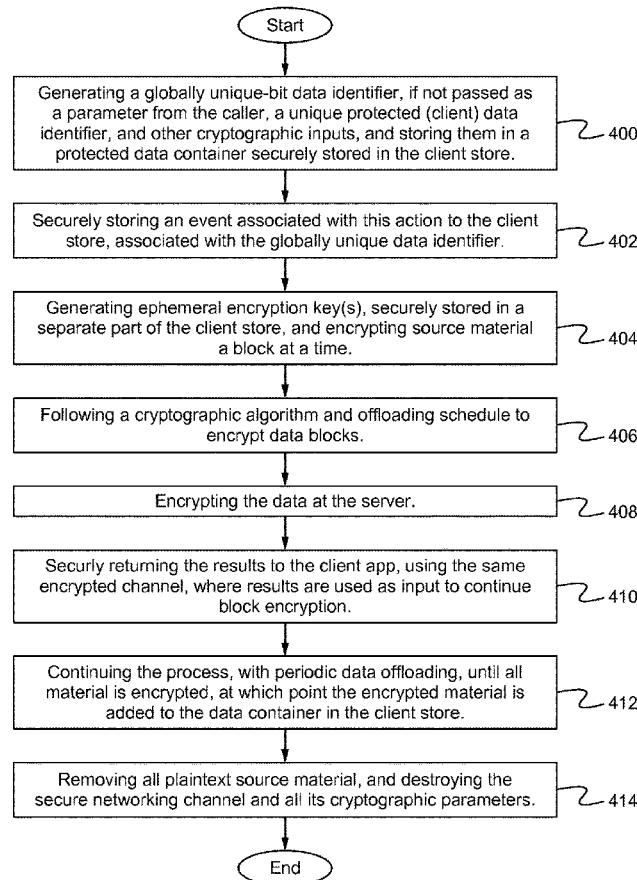 Start
Generating a globally unique-bit data identifier, if not passed as
a parameter from the caller, a unique protected (client) data
identifier, and other cryptographic inputs, and storing them in a
protected data container securely stored in the client store.
400
Securely storing an event associated with this action to the client
store, associated with the globally unique data identifier.
402
Generating ephemeral encryption key(s), securely stored in a
separate part of the client store, and encrypting source material
a block at a time.
404
Following a cryptographic algorithm and offloading schedule to
encrypt data blocks.
406
Encrypting the data at the server.
408
Securly returning the results to the client app, using the same
encrypted channel, where results are used as input to continue
block encryption.
410
Continuing the process, with periodic data offloading, until all
material is encrypted, at which point the encrypted material is
added to the data container in the client store.
412
Removing all plaintext source material, and destroying the
secure networking channel and all its cryptographic parameters.
414
End